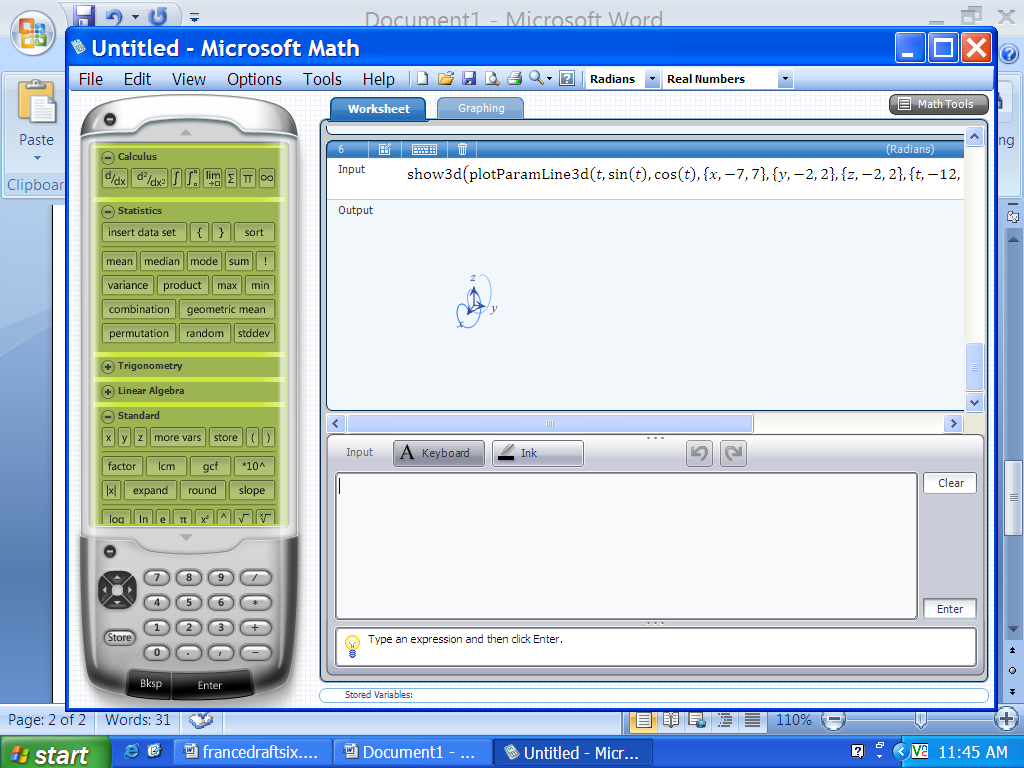 Document1 - Microsoft Word
Untitled - Microsoft Math
File Edit View Options Tools Help Radians Real Numbers
Paste
Clipboar
ng
Worksheet Graphing Math Tools
6 (Radians)
Input show3d(plotParamLine3d(t, sin(t), cos(t), {x, −7, 7}, {y, −2, 2}, {z, −2, 2}, {t, −12,
Output
z
y
x
Calculus
d/dx d²/dx² ∫ ∫ lim Σ Π ∞
Statistics
insert data set { } sort
mean median mode sum !
variance product max min
combination geometric mean
permutation random stddev
Trigonometry
Linear Algebra
Standard
x y z more vars store ( )
factor lcm gcf *10^
|x| expand round slope
log ln e π x² ^ √ √
7 8 9 /
4 5 6 *
Store 1 2 3 +
0 . , −
Bksp Enter
Input A Keyboard Ink
Clear
Enter
Type an expression and then click Enter.
Stored Variables:
Page: 2 of 2 Words: 31 110%
start francedraftsix.... Document1 - ... Untitled - Micr... 11:45 AM